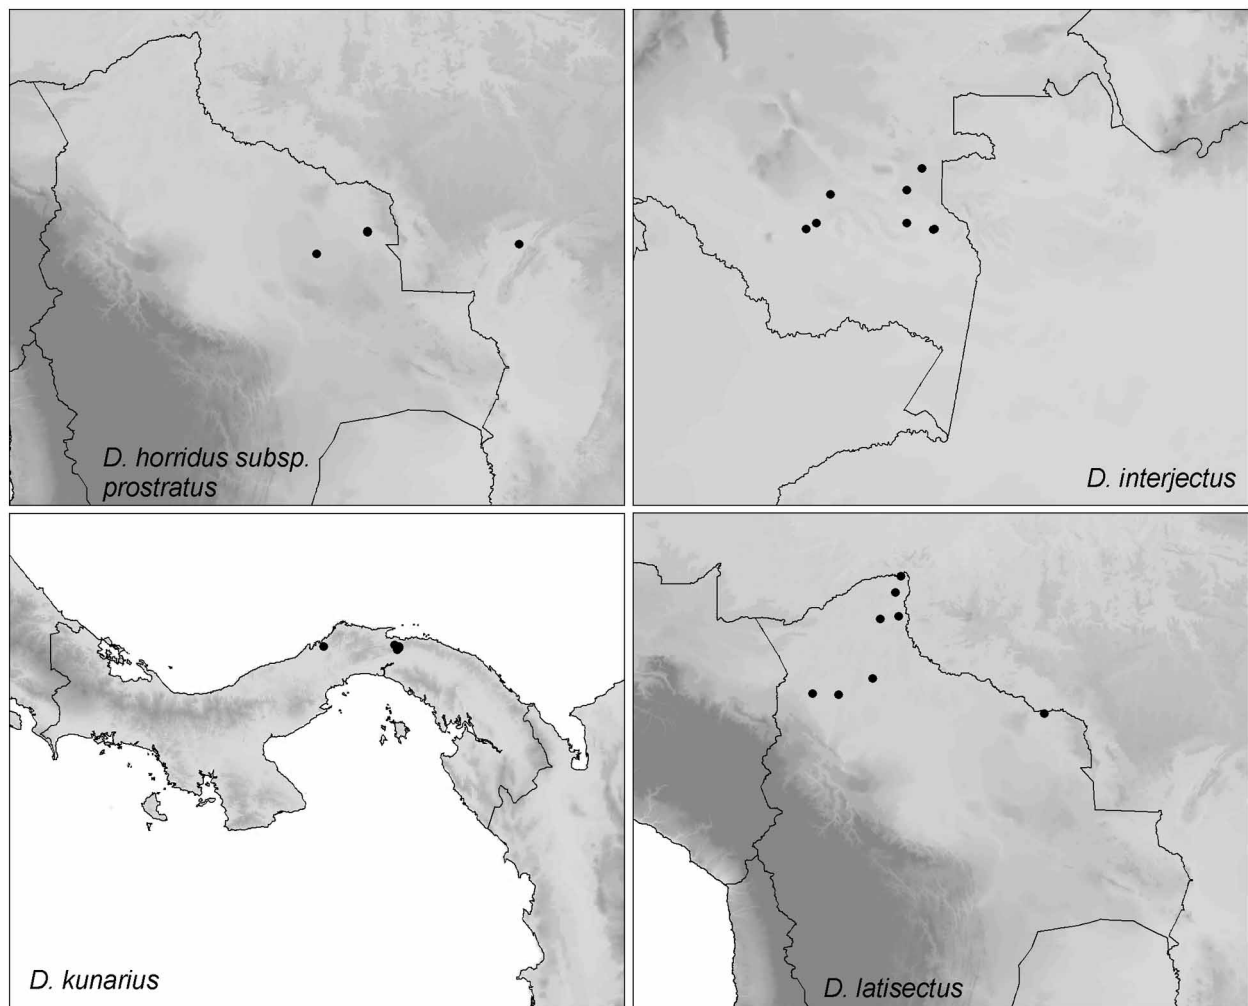 D. horridus subsp.
prostratus
D. interjectus
D. kunarius
D. latisectus